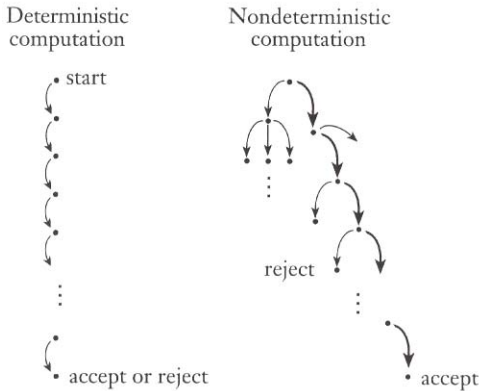 Deterministic
computation
Nondeterministic
computation
start
reject
accept or reject
accept